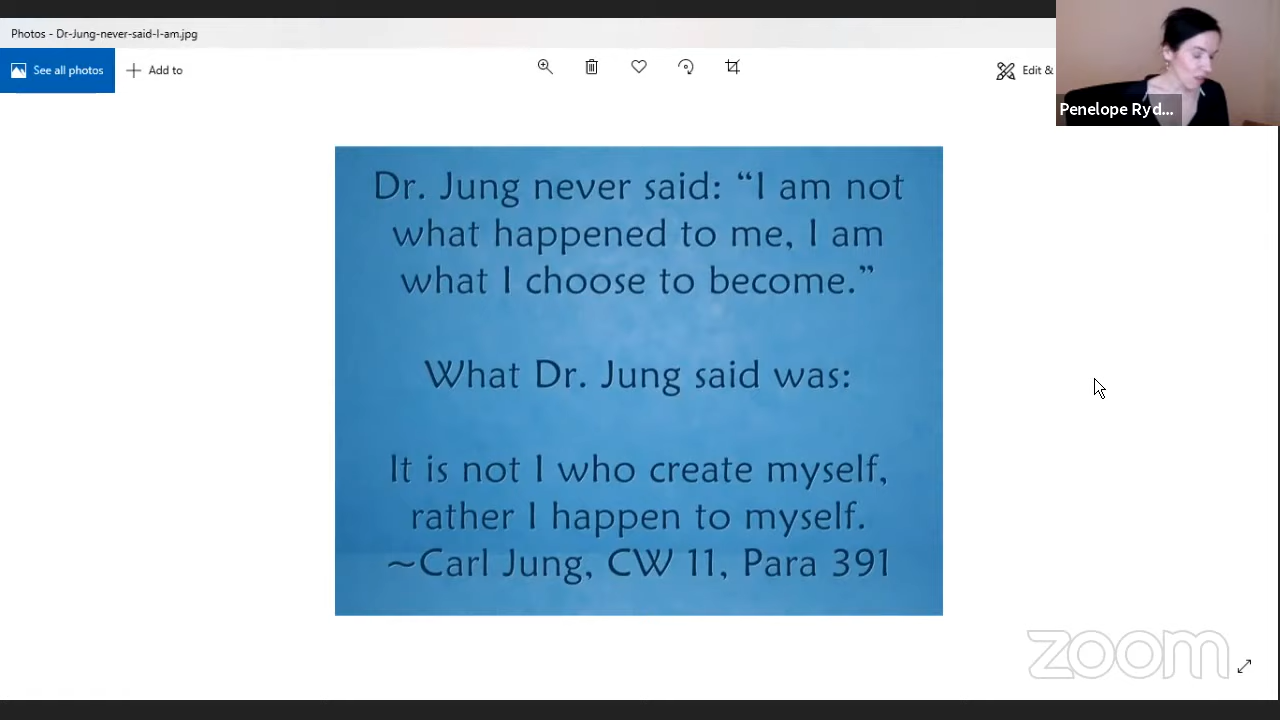 Photos - Dr-Jung-never-said-I-am.jpg
See all photos
Add to
Edit &
Penelope Ryd...
Dr. Jung never said: “I am not
what happened to me, I am
what I choose to become.”
What Dr. Jung said was:
It is not I who create myself,
rather I happen to myself.
~Carl Jung, CW 11, Para 391
zoom